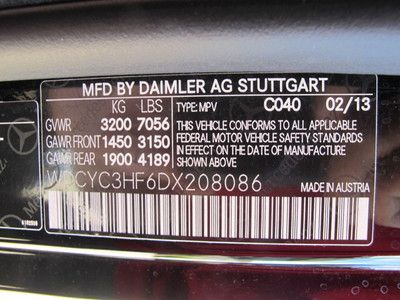 MFD BY DAIMLER AG STUTTGART
KG LBS TYPE: MPV C040 02/13
GVWR 3200 7056
GAWR FRONT 1450 3150
GAWR REAR 1900 4189
THIS VEHICLE CONFORMS TO ALL APPLICABLE
FEDERAL MOTOR VEHICLE SAFETY STANDARDS
IN EFFECT ON THE DATE OF
MANUFACTURE SHOWN ABOVE
WDCYC3HF6DX208086
MADE IN AUSTRIA